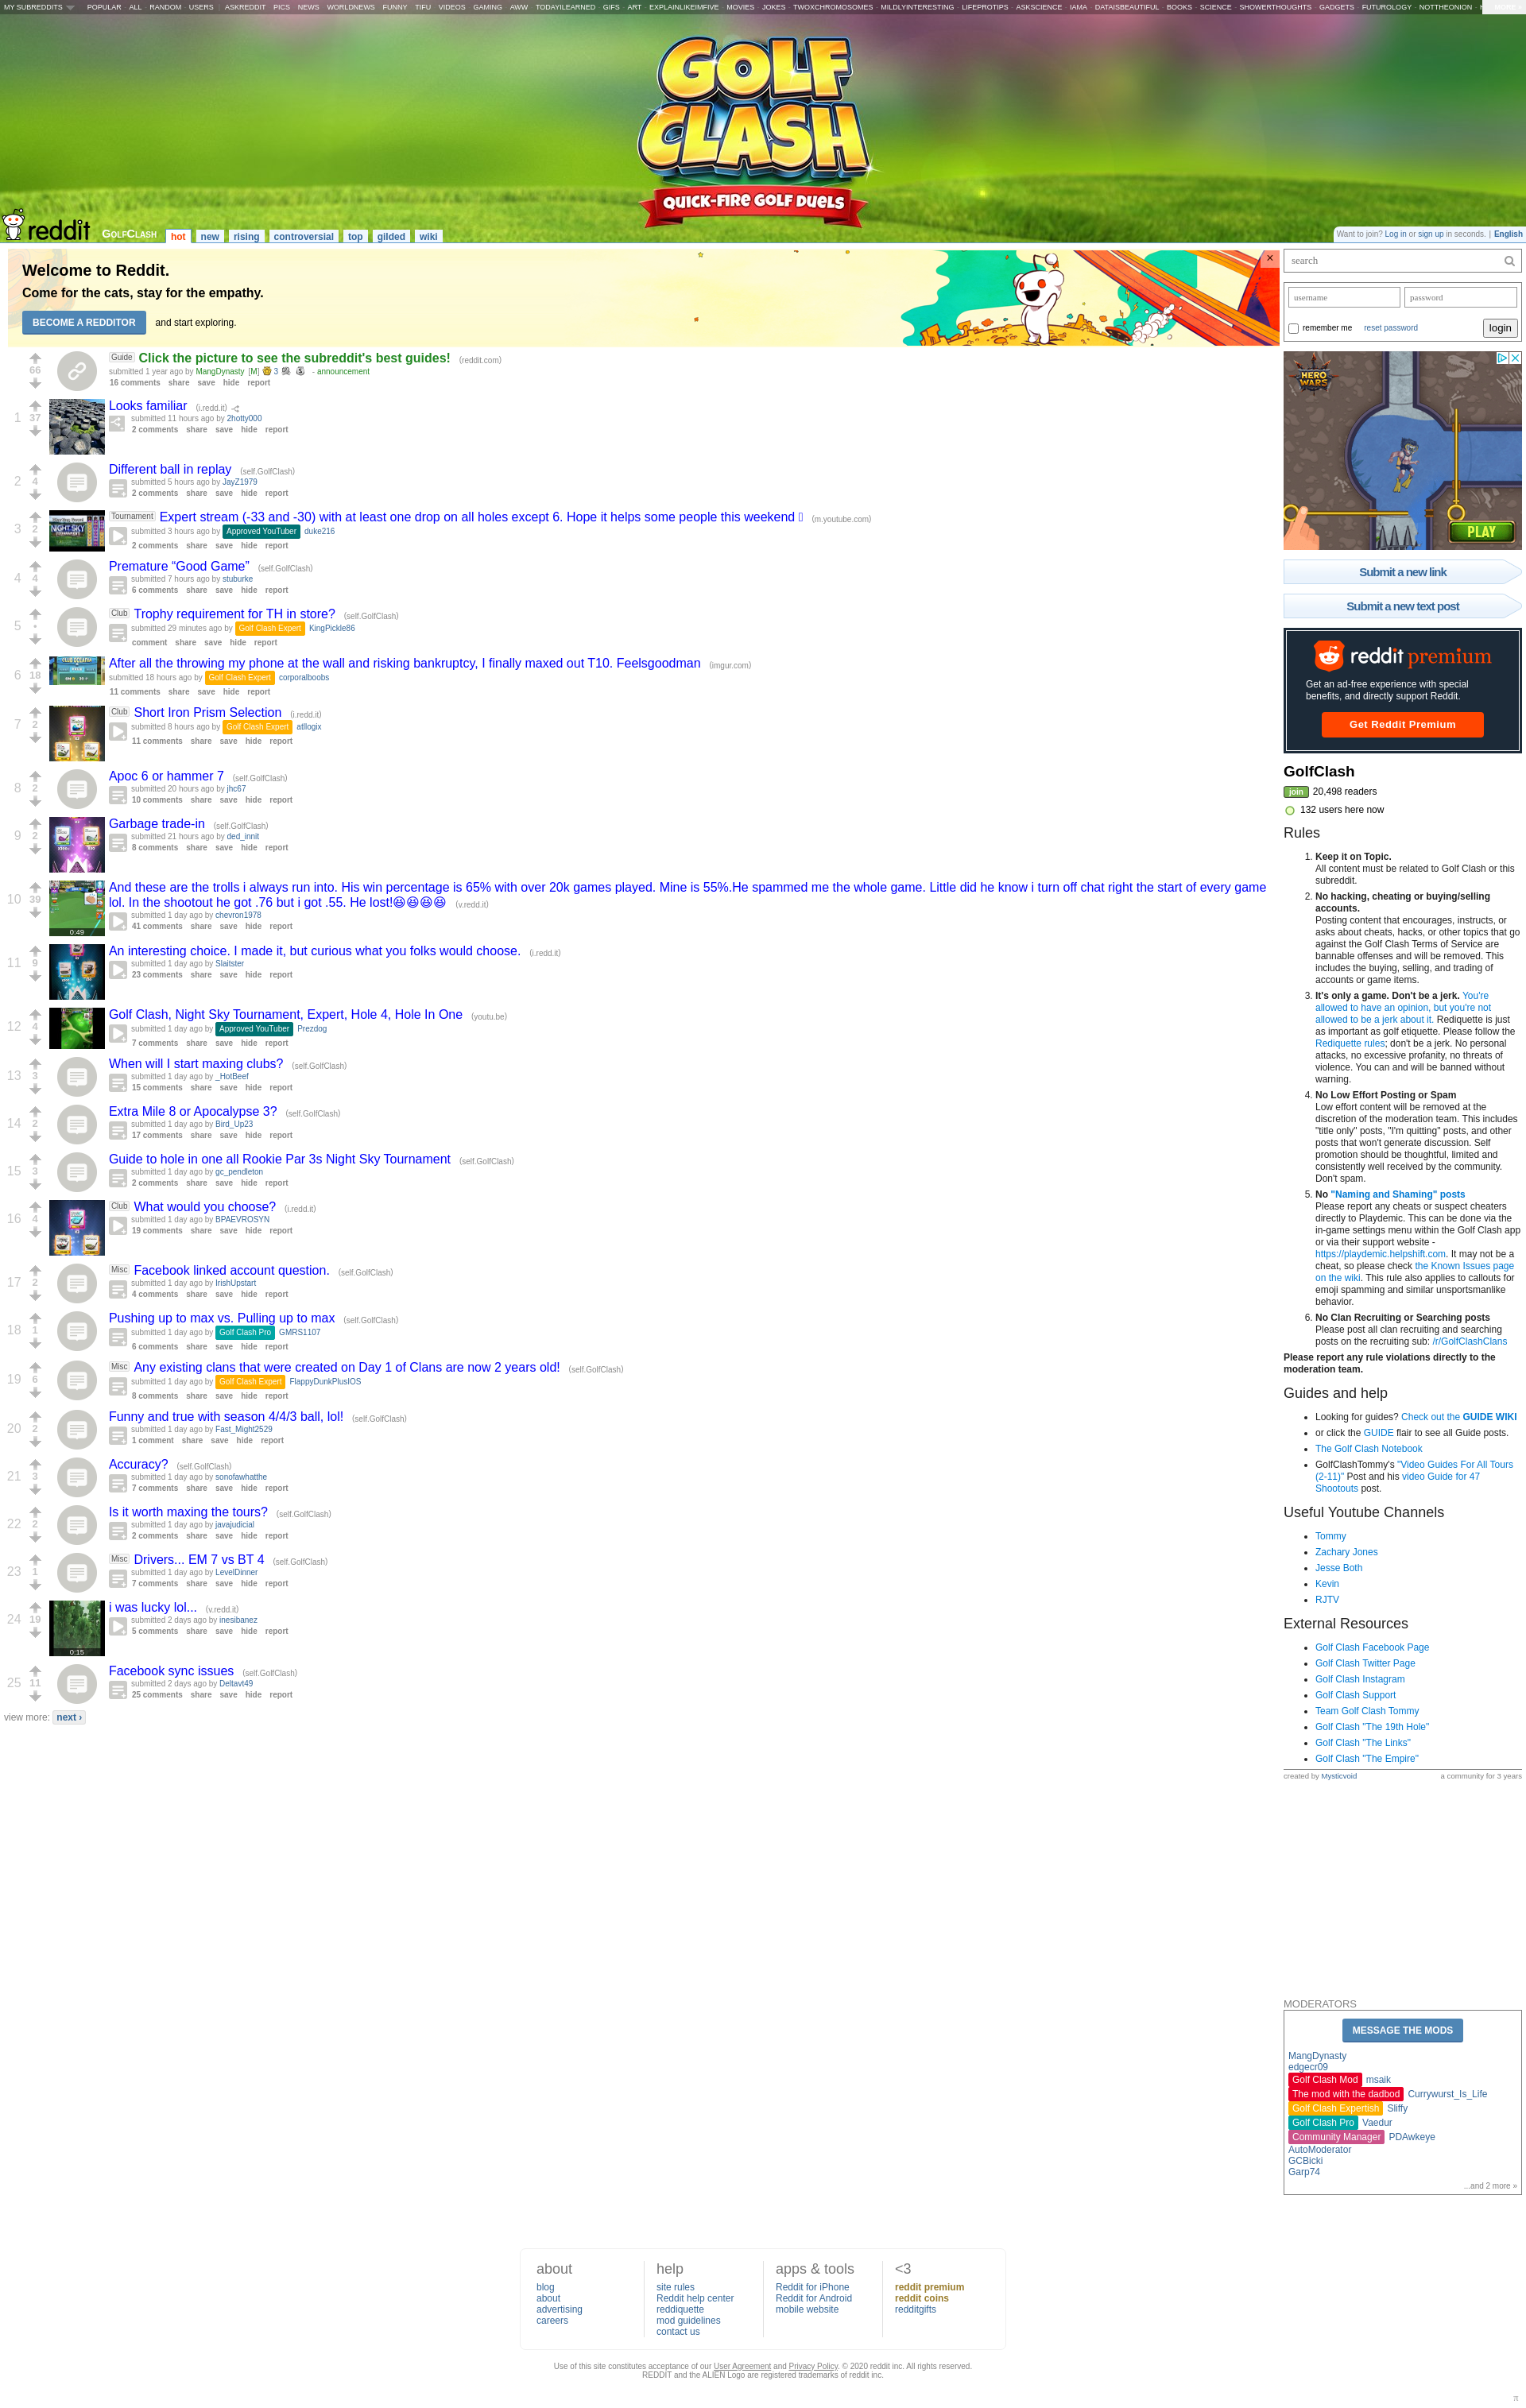 MY SUBREDDITS POPULAR - ALL - RANDOM - USERS | ASKREDDIT - PICS - NEWS - WORLDNEWS - FUNNY - TIFU - VIDEOS - GAMING - AWW - TODAYILEARNED - GIFS - ART - EXPLAINLIKEIMFIVE - MOVIES - JOKES - TWOXCHROMOSOMES - MILDLYINTERESTING - LIFEPROTIPS - ASKSCIENCE - IAMA - DATAISBEAUTIFUL - BOOKS - SCIENCE - SHOWERTHOUGHTS - GADGETS - FUTUROLOGY - NOTTHEONION
GOLF
CLASH
QUICK-FIRE GOLF DUELS
reddit GolfClash hot new rising controversial top gilded wiki
Want to join? Log in or sign up in seconds. | English
Welcome to Reddit.
Come for the cats, stay for the empathy.
BECOME A REDDITOR and start exploring.
×
66
Guide Click the picture to see the subreddit's best guides! (reddit.com)
submitted 1 year ago by MangDynasty [M] 3 - announcement
16 comments share save hide report
1 37
Looks familiar (i.redd.it)
submitted 11 hours ago by 2hotty000
2 comments share save hide report
2 4
Different ball in replay (self.GolfClash)
submitted 5 hours ago by JayZ1979
2 comments share save hide report
3 2
NIGHT SKY
Tournament Expert stream (-33 and -30) with at least one drop on all holes except 6. Hope it helps some people this weekend (m.youtube.com)
submitted 3 hours ago by Approved YouTuber duke216
2 comments share save hide report
4 4
Premature “Good Game” (self.GolfClash)
submitted 7 hours ago by stuburke
6 comments share save hide report
5 •
Club Trophy requirement for TH in store? (self.GolfClash)
submitted 29 minutes ago by Golf Clash Expert KingPickle86
comment share save hide report
6 18
After all the throwing my phone at the wall and risking bankruptcy, I finally maxed out T10. Feelsgoodman (imgur.com)
submitted 18 hours ago by Golf Clash Expert corporalboobs
11 comments share save hide report
7 2
Club Short Iron Prism Selection (i.redd.it)
submitted 8 hours ago by Golf Clash Expert atllogix
11 comments share save hide report
8 2
Apoc 6 or hammer 7 (self.GolfClash)
submitted 20 hours ago by jhc67
10 comments share save hide report
9 2
Garbage trade-in (self.GolfClash)
submitted 21 hours ago by ded_innit
8 comments share save hide report
10 39
0:49
And these are the trolls i always run into. His win percentage is 65% with over 20k games played. Mine is 55%.He spammed me the whole game. Little did he know i turn off chat right the start of every game
lol. In the shootout he got .76 but i got .55. He lost!😆😆😆😆 (v.redd.it)
submitted 1 day ago by chevron1978
41 comments share save hide report
11 9
An interesting choice. I made it, but curious what you folks would choose. (i.redd.it)
submitted 1 day ago by Slaitster
23 comments share save hide report
12 4
Golf Clash, Night Sky Tournament, Expert, Hole 4, Hole In One (youtu.be)
submitted 1 day ago by Approved YouTuber Prezdog
7 comments share save hide report
13 3
When will I start maxing clubs? (self.GolfClash)
submitted 1 day ago by _HotBeef
15 comments share save hide report
14 2
Extra Mile 8 or Apocalypse 3? (self.GolfClash)
submitted 1 day ago by Bird_Up23
17 comments share save hide report
15 3
Guide to hole in one all Rookie Par 3s Night Sky Tournament (self.GolfClash)
submitted 1 day ago by gc_pendleton
2 comments share save hide report
16 4
Club What would you choose? (i.redd.it)
submitted 1 day ago by BPAEVROSYN
19 comments share save hide report
17 2
Misc Facebook linked account question. (self.GolfClash)
submitted 1 day ago by IrishUpstart
4 comments share save hide report
18 1
Pushing up to max vs. Pulling up to max (self.GolfClash)
submitted 1 day ago by Golf Clash Pro GMRS1107
6 comments share save hide report
19 6
Misc Any existing clans that were created on Day 1 of Clans are now 2 years old! (self.GolfClash)
submitted 1 day ago by Golf Clash Expert FlappyDunkPlusIOS
8 comments share save hide report
20 2
Funny and true with season 4/4/3 ball, lol! (self.GolfClash)
submitted 1 day ago by Fast_Might2529
1 comment share save hide report
21 3
Accuracy? (self.GolfClash)
submitted 1 day ago by sonofawhatthe
7 comments share save hide report
22 2
Is it worth maxing the tours? (self.GolfClash)
submitted 1 day ago by javajudicial
2 comments share save hide report
23 1
Misc Drivers... EM 7 vs BT 4 (self.GolfClash)
submitted 1 day ago by LevelDinner
7 comments share save hide report
24 19
0:15
i was lucky lol... (v.redd.it)
submitted 2 days ago by inesibanez
5 comments share save hide report
25 11
Facebook sync issues (self.GolfClash)
submitted 2 days ago by Deltavt49
25 comments share save hide report
view more: next ›
search
username password
remember me reset password login
HERO WARS
PLAY
Submit a new link
Submit a new text post
reddit premium
Get an ad-free experience with special
benefits, and directly support Reddit.
Get Reddit Premium
GolfClash
join 20,498 readers
132 users here now
Rules
1. Keep it on Topic.
All content must be related to Golf Clash or this
subreddit.
2. No hacking, cheating or buying/selling
accounts.
Posting content that encourages, instructs, or
asks about cheats, hacks, or other topics that go
against the Golf Clash Terms of Service are
bannable offenses and will be removed. This
includes the buying, selling, and trading of
accounts or game items.
3. It's only a game. Don't be a jerk. You're
allowed to have an opinion, but you're not
allowed to be a jerk about it. Rediquette is just
as important as golf etiquette. Please follow the
Rediquette rules; don't be a jerk. No personal
attacks, no excessive profanity, no threats of
violence. You can and will be banned without
warning.
4. No Low Effort Posting or Spam
Low effort content will be removed at the
discretion of the moderation team. This includes
"title only" posts, "I'm quitting" posts, and other
posts that won't generate discussion. Self
promotion should be thoughtful, limited and
consistently well received by the community.
Don't spam.
5. No "Naming and Shaming" posts
Please report any cheats or suspect cheaters
directly to Playdemic. This can be done via the
in-game settings menu within the Golf Clash app
or via their support website -
https://playdemic.helpshift.com. It may not be a
cheat, so please check the Known Issues page
on the wiki. This rule also applies to callouts for
emoji spamming and similar unsportsmanlike
behavior.
6. No Clan Recruiting or Searching posts
Please post all clan recruiting and searching
posts on the recruiting sub: /r/GolfClashClans
Please report any rule violations directly to the
moderation team.
Guides and help
• Looking for guides? Check out the GUIDE WIKI
• or click the GUIDE flair to see all Guide posts.
• The Golf Clash Notebook
• GolfClashTommy's "Video Guides For All Tours
(2-11)" Post and his video Guide for 47
Shootouts post.
Useful Youtube Channels
• Tommy
• Zachary Jones
• Jesse Both
• Kevin
• RJTV
External Resources
• Golf Clash Facebook Page
• Golf Clash Twitter Page
• Golf Clash Instagram
• Golf Clash Support
• Team Golf Clash Tommy
• Golf Clash "The 19th Hole"
• Golf Clash "The Links"
• Golf Clash "The Empire"
created by Mysticvoid a community for 3 years
MODERATORS
MESSAGE THE MODS
MangDynasty
edgecr09
Golf Clash Mod msaik
The mod with the dadbod Currywurst_Is_Life
Golf Clash Expertish Sliffy
Golf Clash Pro Vaedur
Community Manager PDAwkeye
AutoModerator
GCBicki
Garp74
...and 2 more »
about
blog
about
advertising
careers
help
site rules
Reddit help center
reddiquette
mod guidelines
contact us
apps & tools
Reddit for iPhone
Reddit for Android
mobile website
<3
reddit premium
reddit coins
redditgifts
Use of this site constitutes acceptance of our User Agreement and Privacy Policy. © 2020 reddit inc. All rights reserved.
REDDIT and the ALIEN Logo are registered trademarks of reddit inc.
π